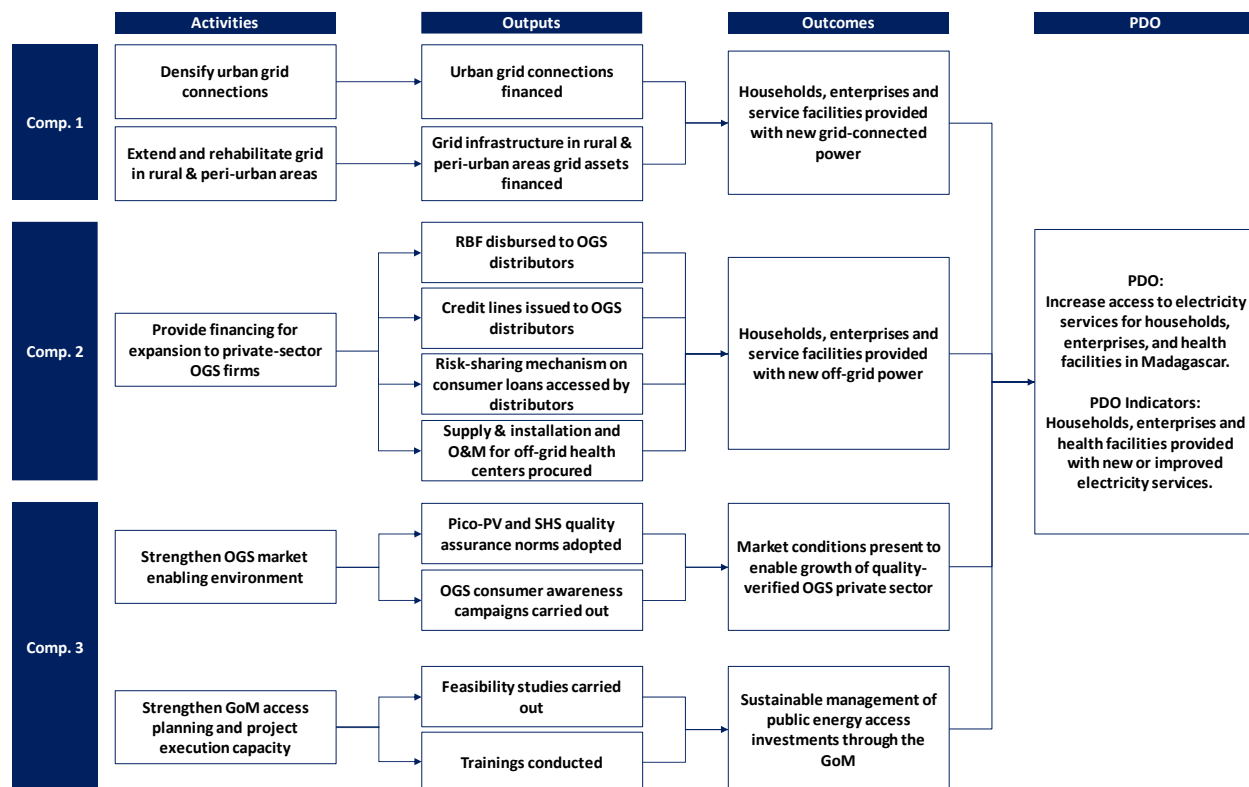 Activities
Outputs
Outcomes
PDO
Comp. 1
Densify urban grid
connections
Urban grid connections
financed
Extend and rehabilitate grid
in rural & peri-urban areas
Grid infrastructure in rural &
peri-urban areas grid assets
financed
Households, enterprises and
service facilities provided
with new grid-connected
power
Comp. 2
Provide financing for
expansion to private-sector
OGS firms
RBF disbursed to OGS
distributors
Credit lines issued to OGS
distributors
Risk-sharing mechanism on
consumer loans accessed by
distributors
Supply & installation and
O&M for off-grid health
centers procured
Households, enterprises and
service facilities provided
with new off-grid power
Comp. 3
Strengthen OGS market
enabling environment
Pico-PV and SHS quality
assurance norms adopted
OGS consumer awareness
campaigns carried out
Market conditions present to
enable growth of quality-
verified OGS private sector
Strengthen GoM access
planning and project
execution capacity
Feasibility studies carried
out
Trainings conducted
Sustainable management of
public energy access
investments through the
GoM
PDO:
Increase access to electricity
services for households,
enterprises, and health
facilities in Madagascar.
PDO Indicators:
Households, enterprises and
health facilities provided
with new or improved
electricity services.